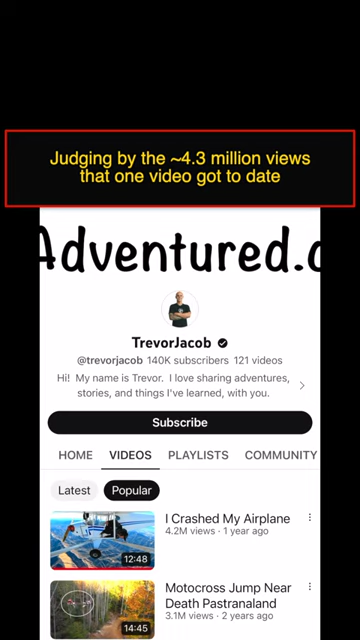 Judging by the ~4.3 million views
that one video got to date
Adventured.c
TrevorJacob
@trevorjacob 140K subscribers 121 videos
Hi! My name is Trevor. I love sharing adventures,
stories, and things I've learned, with you.
Subscribe
HOME VIDEOS PLAYLISTS COMMUNITY
Latest Popular
I Crashed My Airplane
4.2M views · 1 year ago
12:48
Motocross Jump Near
Death Pastranaland
3.1M views · 2 years ago
14:45